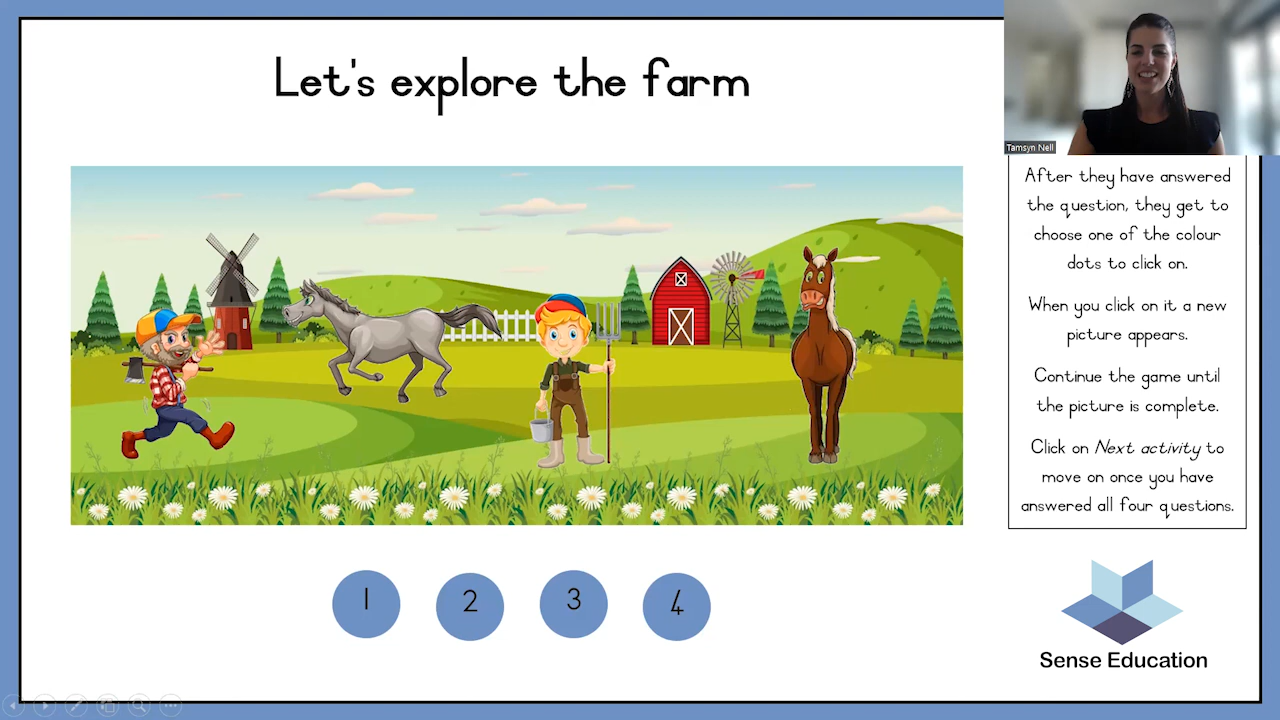 Let's explore the farm
Tamsyn Nell
After they have answered
the question, they get to
choose one of the colour
dots to click on.
When you click on it a new
picture appears.
Continue the game until
the picture is complete.
Click on Next activity to
move on once you have
answered all four questions.
1 2 3 4
Sense Education